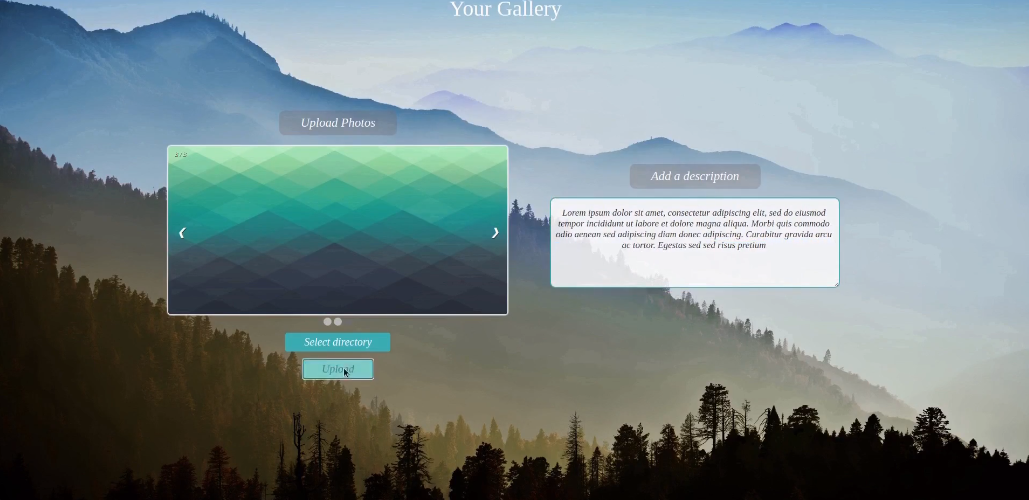 Your Gallery
Upload Photos
Add a description
Lorem ipsum dolor sit amet, consectetur adipiscing elit, sed do eiusmod
tempor incididunt ut labore et dolore magna aliqua. Morbi quis commodo
odio aenean sed adipiscing diam donec adipiscing. Curabitur gravida arcu
ac tortor. Egestas sed sed risus pretium
Select directory
Upload